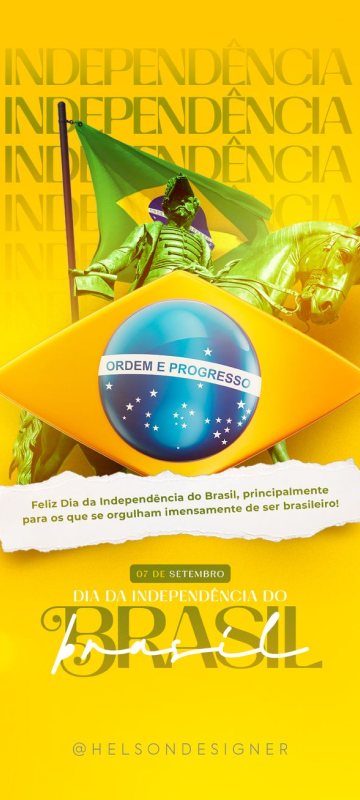 INDEPENDÊNCIA
INDEPENDÊNCIA
INDEPENDÊNCIA
ORDEM E PROGRESSO
Feliz Dia da Independência do Brasil, principalmente
para os que se orgulham imensamente de ser brasileiro!
07 DE SETEMBRO
DIA DA INDEPENDÊNCIA DO
BRASIL
brasil
@HELSONDESIGNER